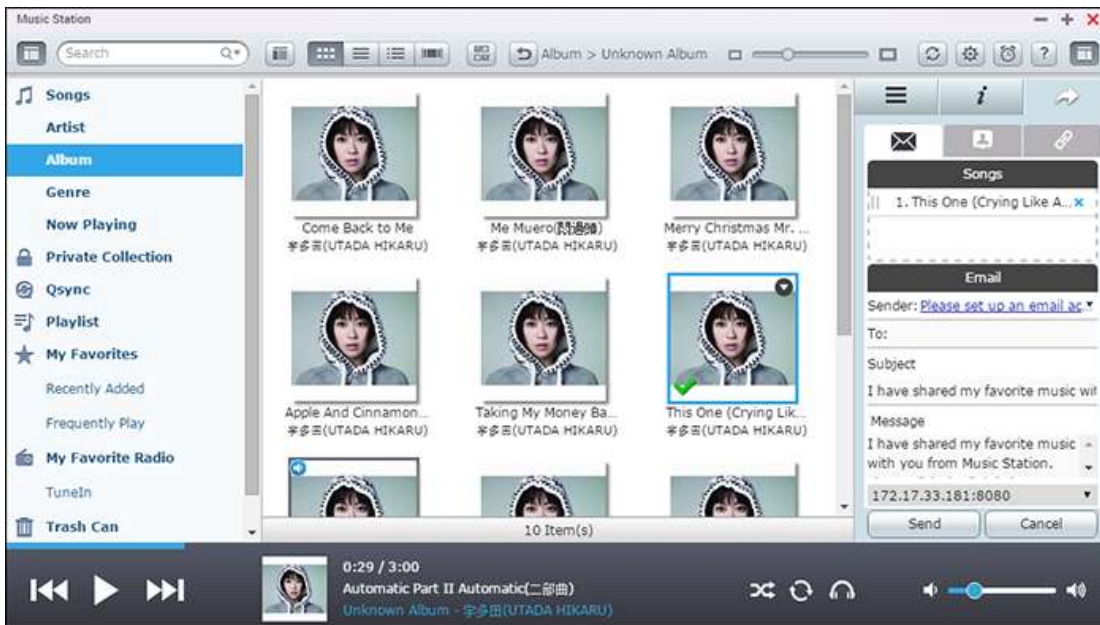 Music Station
Search
Album > Unknown Album
?
Songs
Artist
Album
Genre
Now Playing
Private Collection
Qsync
Playlist
My Favorites
Recently Added
Frequently Play
My Favorite Radio
TuneIn
Trash Can
Come Back to Me
宇多田(UTADA HIKARU)
Me Muero(
宇多田(UTADA HIKARU)
Merry Christmas Mr. ...
宇多田(UTADA HIKARU)
Apple And Cinnamon...
宇多田(UTADA HIKARU)
Taking My Money Ba...
宇多田(UTADA HIKARU)
This One (Crying Lik...
宇多田(UTADA HIKARU)
10 Item(s)
i
Songs
1. This One (Crying Like A...
Email
Sender: Please set up an email ac
To:
Subject
I have shared my favorite music wit
Message
I have shared my favorite music
with you from Music Station.
172.17.33.181:8080
Send
Cancel
0:29 / 3:00
Automatic Part II Automatic(二部曲)
Unknown Album - 宇多田(UTADA HIKARU)